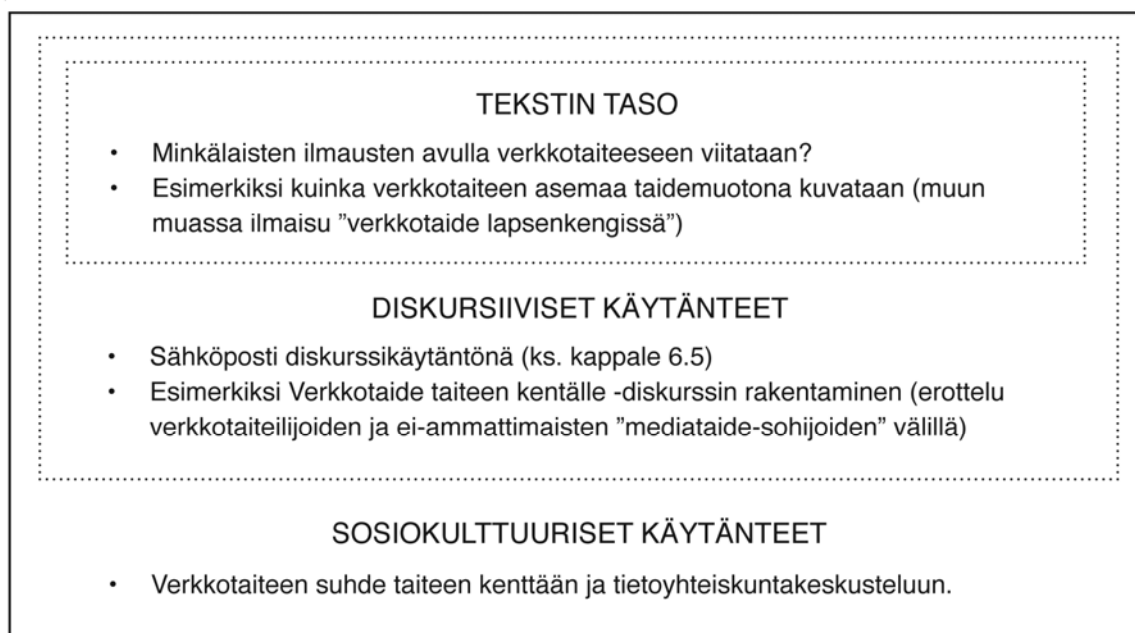 TEKSTIN TASO
• Minkälaisten ilmausten avulla verkkotaiteeseen viitataan?
• Esimerkiksi kuinka verkkotaiteen asemaa taidemuotona kuvataan (muun
muassa ilmaisu ”verkkotaide lapsenkengissä”)
DISKURSIIVISET KÄYTÄNTEET
• Sähköposti diskurssikäytäntönä (ks. kappale 6.5)
• Esimerkiksi Verkkotaide taiteen kentälle -diskurssin rakentaminen (erottelu
verkkotaiteilijoiden ja ei-ammattimaisten ”mediataide-sohijoiden” välillä)
SOSIOKULTTUURISET KÄYTÄNTEET
• Verkkotaiteen suhde taiteen kenttään ja tietoyhteiskuntakeskusteluun.